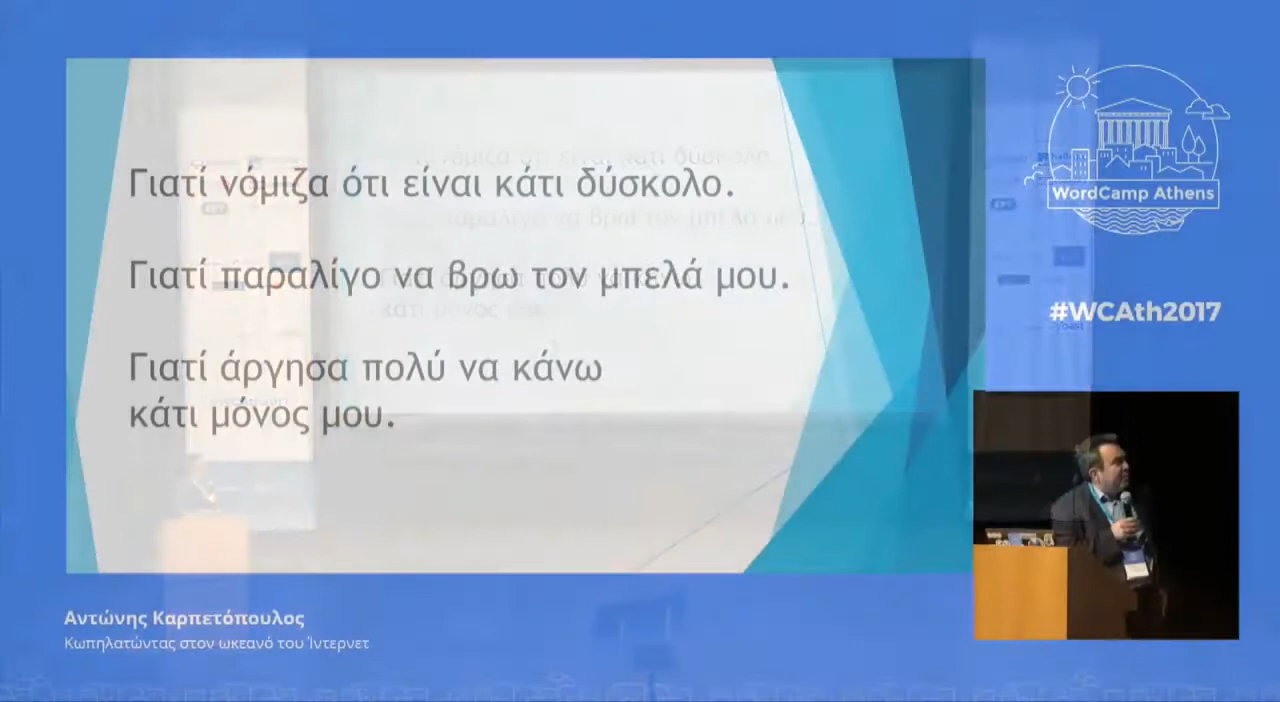 Γιατί νόμιζα ότι είναι κάτι δύσκολο.
Γιατί παραλίγο να βρω τον μπελά μου.
Γιατί άργησα πολύ να κάνω
κάτι μόνος μου.
WordCamp Athens
#WCAth2017
Αντώνης Καρπετόπουλος
Κωπηλατώντας στον ωκεανό του Ίντερνετ